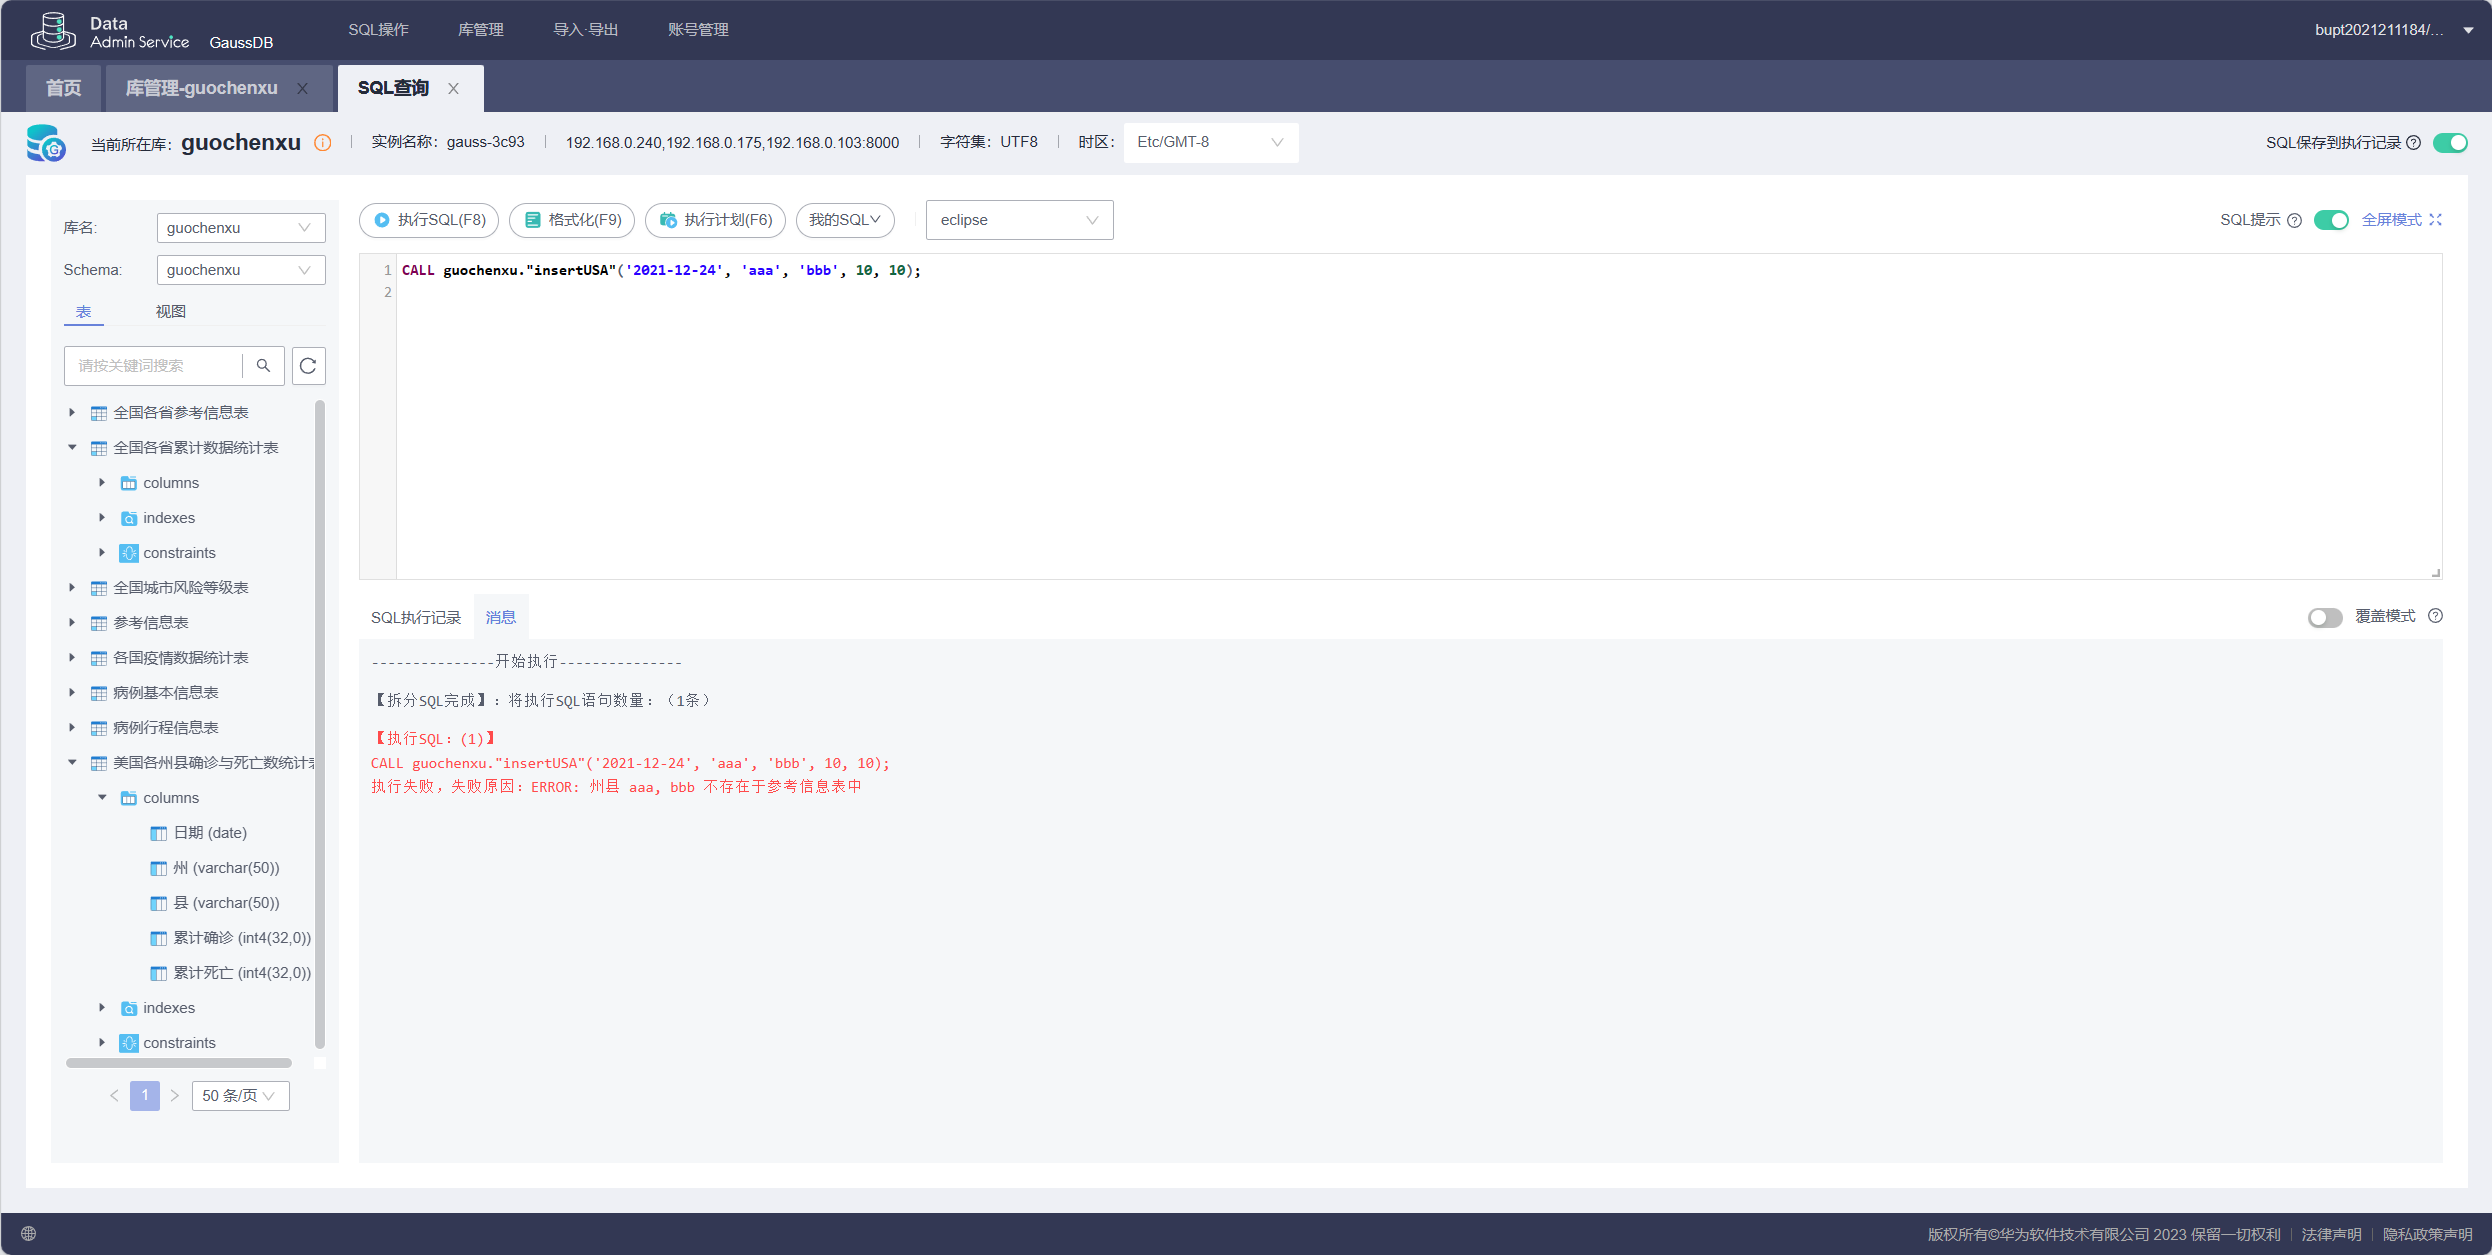 Data
Admin Service GaussDB SQL操作 库管理 导入·导出 账号管理 bupt2021211184/...
首页 库管理-guochenxu SQL查询
当前所在库: guochenxu 实例名称: gauss-3c93 192.168.0.240,192.168.0.175,192.168.0.103:8000 字符集: UTF8 时区: Etc/GMT-8 SQL保存到执行记录
库名: guochenxu
Schema: guochenxu
表 视图
请按关键词搜索
全国各省参考信息表
全国各省累计数据统计表
columns
indexes
constraints
全国城市风险等级表
参考信息表
各国疫情数据统计表
病例基本信息表
病例行程信息表
美国各州县确诊与死亡数统计表
columns
日期 (date)
州 (varchar(50))
县 (varchar(50))
累计确诊 (int4(32,0))
累计死亡 (int4(32,0))
indexes
constraints
1 50 条/页
执行SQL(F8) 格式化(F9) 执行计划(F6) 我的SQL eclipse SQL提示 全屏模式
1 CALL guochenxu."insertUSA"('2021-12-24', 'aaa', 'bbb', 10, 10);
2
SQL执行记录 消息 覆盖模式
---------------开始执行---------------
【拆分SQL完成】: 将执行SQL语句数量: (1条)
【执行SQL: (1)】
CALL guochenxu."insertUSA"('2021-12-24', 'aaa', 'bbb', 10, 10);
执行失败, 失败原因: ERROR: 州县 aaa, bbb 不存在于参考信息表中
版权所有©华为软件技术有限公司 2023 保留一切权利 法律声明 隐私政策声明